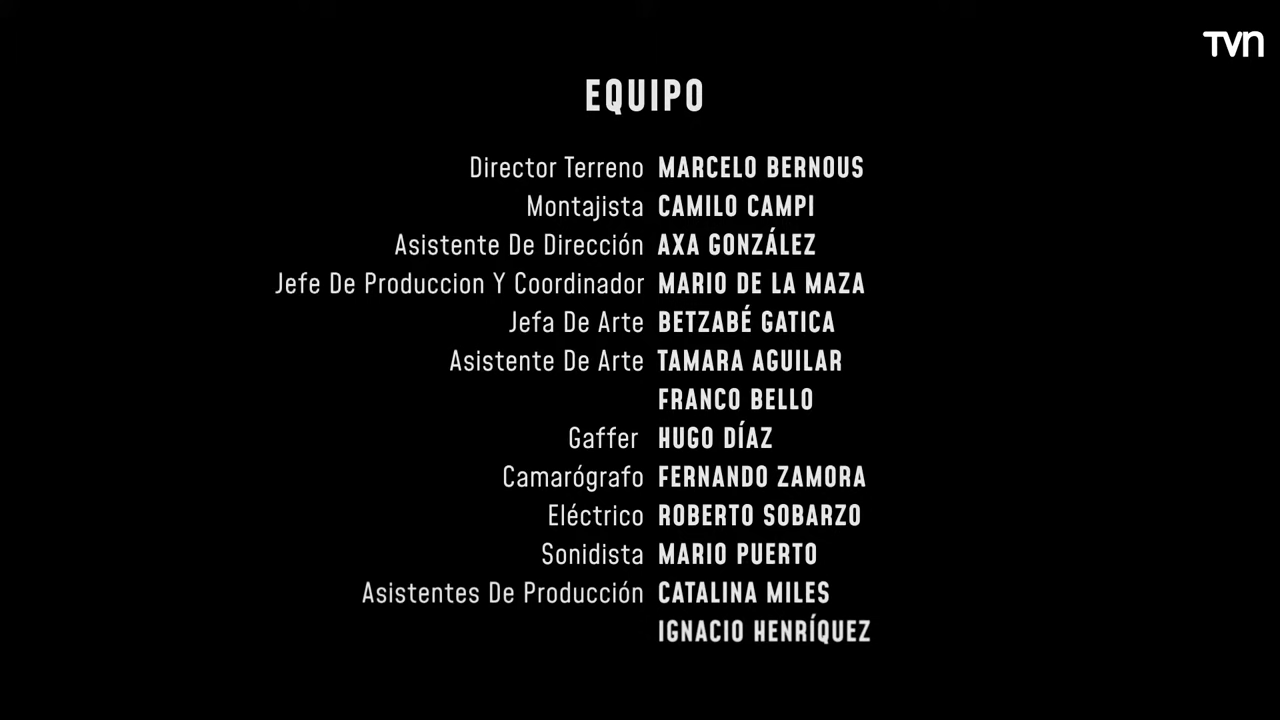 TVN
EQUIPO
Director Terreno MARCELO BERNOUS
Montajista CAMILO CAMPI
Asistente De Dirección AXA GONZÁLEZ
Jefe De Produccion Y Coordinador MARIO DE LA MAZA
Jefa De Arte BETZABÉ GATICA
Asistente De Arte TAMARA AGUILAR
FRANCO BELLO
Gaffer HUGO DÍAZ
Camarógrafo FERNANDO ZAMORA
Eléctrico ROBERTO SOBARZO
Sonidista MARIO PUERTO
Asistentes De Producción CATALINA MILES
IGNACIO HENRÍQUEZ